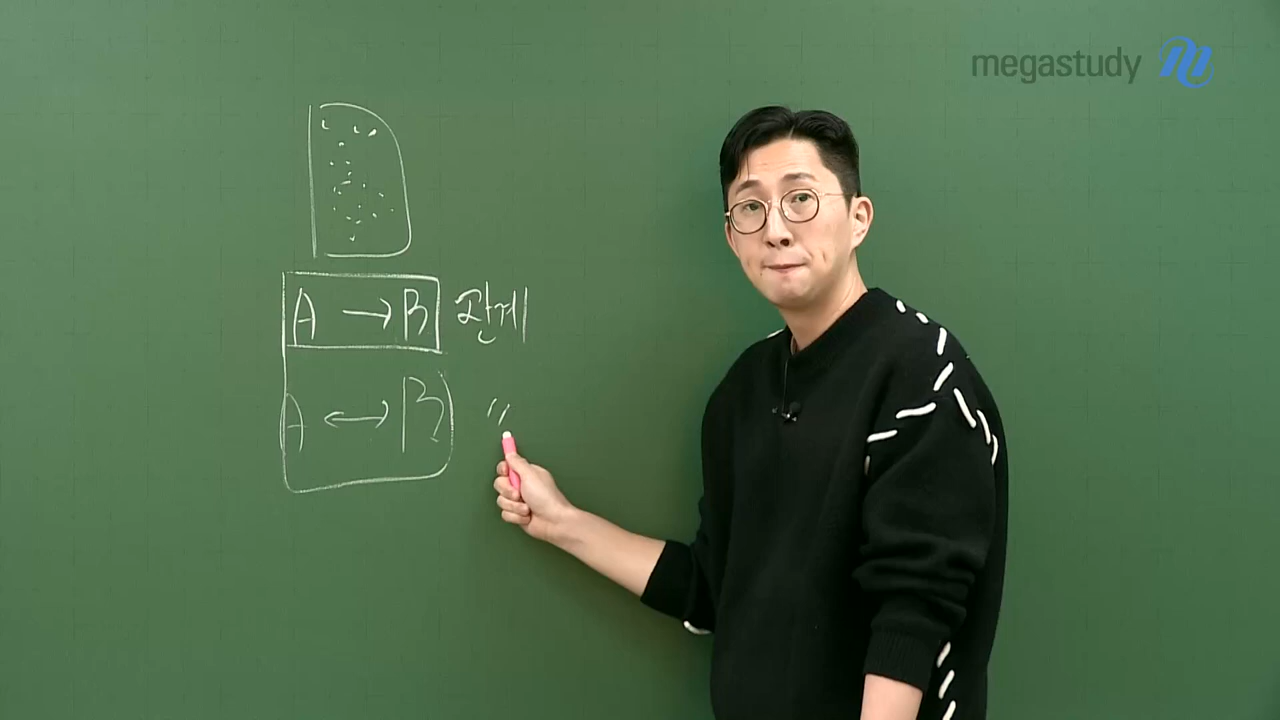 megastudy
A → B 관계
A ↔ B 〃